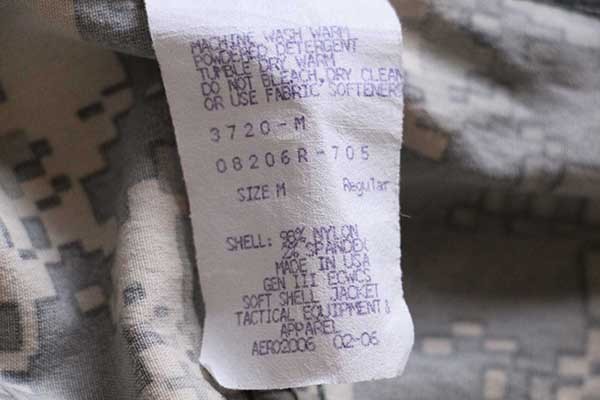 MACHINE WASH WARM
POWDERED DETERGENT
TUMBLE DRY WARM
DO NOT BLEACH, DRY CLEAN
OR USE FABRIC SOFTENER
3720-M
08206R-705
SIZE M Regular
SHELL: 98% NYLON
2% SPANDEX
MADE IN USA
GEN III ECWCS
SOFT SHELL JACKET
TACTICAL EQUIPMENT &
APPAREL
AERO2006 02-06